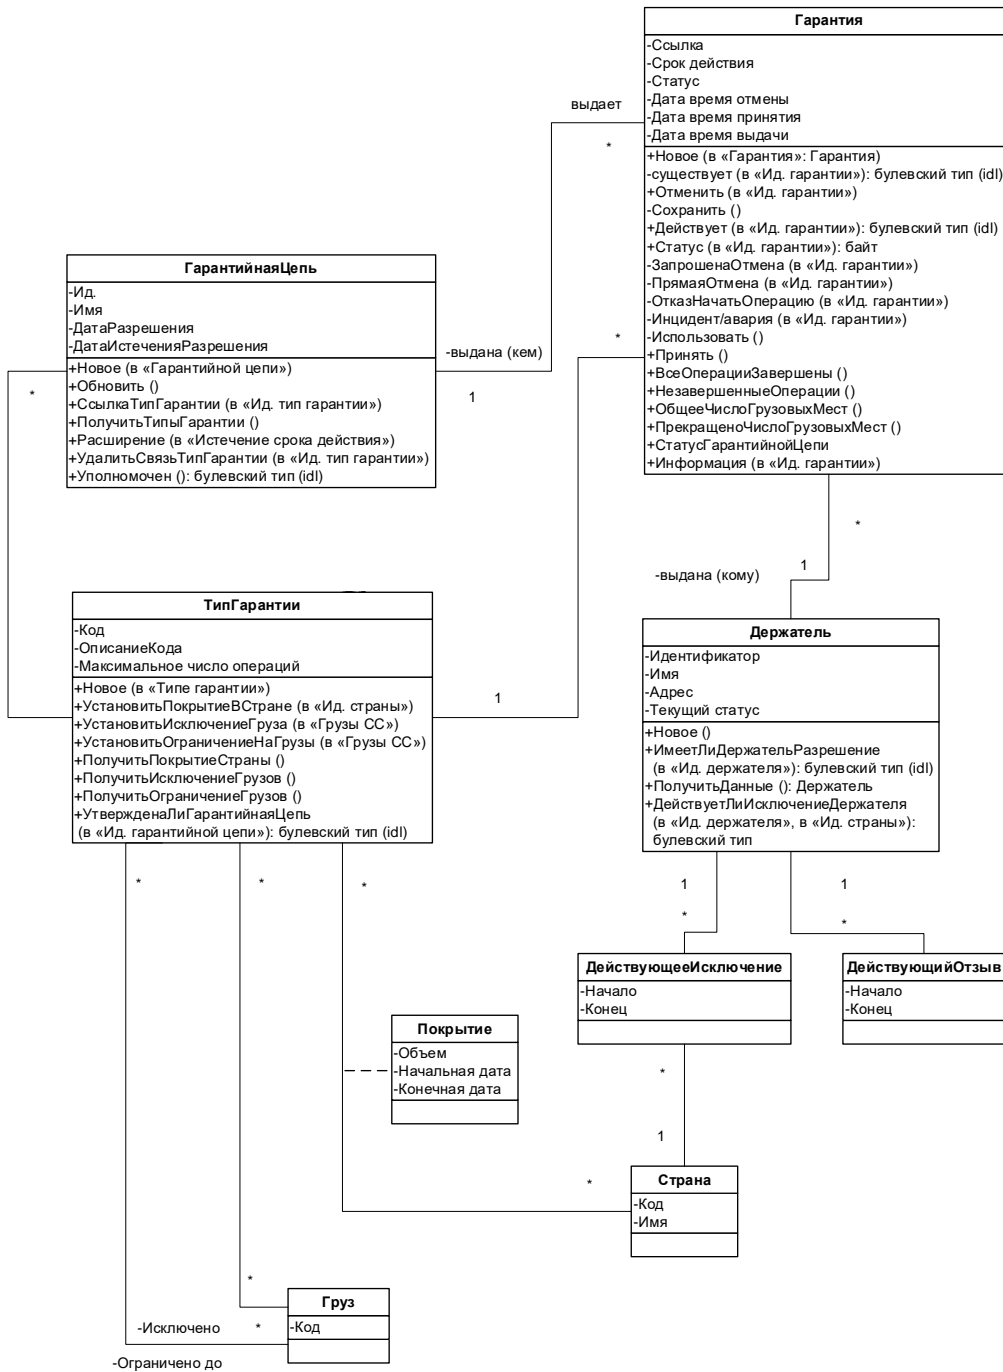 Гарантия
-Ссылка
-Срок действия
-Статус
-Дата время отмены
-Дата время принятия
-Дата время выдачи
+Новое (в «Гарантия»: Гарантия)
-существует (в «Ид. гарантии»): булевский тип (idl)
+Отменить (в «Ид. гарантии»)
-Сохранить ()
+Действует (в «Ид. гарантии»): булевский тип (idl)
+Статус (в «Ид. гарантии»): байт
-ЗапрошенаОтмена (в «Ид. гарантии»)
-ПрямаяОтмена (в «Ид. гарантии»)
-ОтказНачатьОперацию (в «Ид. гарантии»)
-Инцидент/авария (в «Ид. гарантии»)
-Использовать ()
+Принять ()
+ВсеОперацииЗавершены ()
+НезавершенныеОперации ()
+ОбщееЧислоГрузовыхМест ()
+ПрекращеноЧислоГрузовыхМест ()
+СтатусГарантийнойЦепи
+Информация (в «Ид. гарантии»)
выдает
*
ГарантийнаяЦепь
-Ид.
-Имя
-ДатаРазрешения
-ДатаИстеченияРазрешения
+Новое (в «Гарантийной цепи»)
+Обновить ()
+СсылкаТипГарантии (в «Ид. тип гарантии»)
+ПолучитьТипыГарантии ()
+Расширение (в «Истечение срока действия»)
+УдалитьСвязьТипГарантии (в «Ид. тип гарантии»)
+Уполномочен (): булевский тип (idl)
-выдана (кем)
1
*
*
*
1
-выдана (кому)
ТипГарантии
-Код
-ОписаниеКода
-Максимальное число операций
+Новое (в «Типе гарантии»)
+УстановитьПокрытиеВСтране (в «Ид. страны»)
+УстановитьИсключениеГруза (в «Грузы СС»)
+УстановитьОграничениеНаГрузы (в «Грузы СС»)
+ПолучитьПокрытиеСтраны ()
+ПолучитьИсключениеГрузов ()
+ПолучитьОграничениеГрузов ()
+УтвержденаЛиГарантийнаяЦепь
(в «Ид. гарантийной цепи»): булевский тип (idl)
1
Держатель
-Идентификатор
-Имя
-Адрес
-Текущий статус
+Новое ()
+ИмеетЛиДержательРазрешение
(в «Ид. держателя»): булевский тип (idl)
+ПолучитьДанные (): Держатель
+ДействуетЛиИсключениеДержателя
(в «Ид. держателя», в «Ид. страны»):
булевский тип
* * *
1 1
* *
ДействующееИсключение
-Начало
-Конец
ДействующийОтзыв
-Начало
-Конец
Покрытие
-Объем
-Начальная дата
-Конечная дата
*
1
Страна
-Код
-Имя
*
*
Груз
-Код
-Исключено *
-Ограничено до